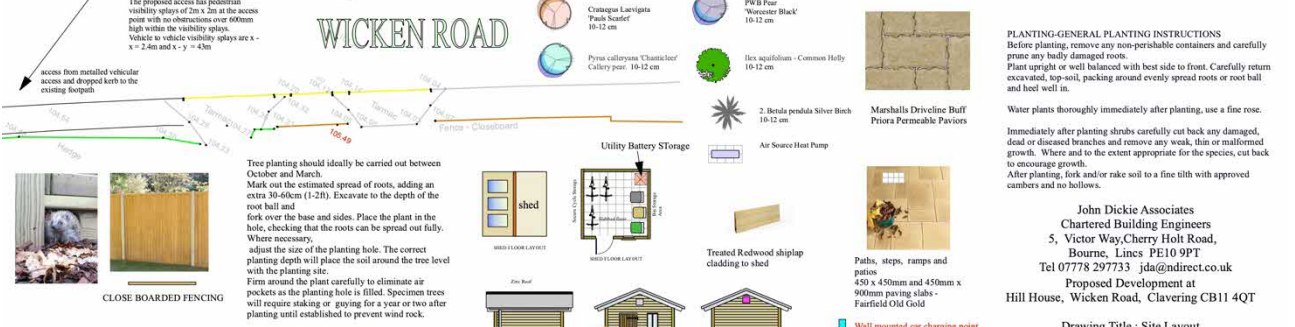 The proposed access has pedestrian
visibility splays of 2m x 2m at the access
point with no obstructions over 600mm
high within the visibility splays.
Vehicle to vehicle visibility splays are x -
x = 2.4m and x - y = 43m
access from metalled vehicular
access and dropped kerb to the
existing footpath
WICKEN ROAD
Tarmac
Tarmac
105.49
Fence - Closeboard
Hedge
CLOSE BOARDED FENCING
Tree planting should ideally be carried out between
October and March.
Mark out the estimated spread of roots, adding an
extra 30-60cm (1-2ft). Excavate to the depth of the
root ball and
fork over the base and sides. Place the plant in the
hole, checking that the roots can be spread out fully.
Where necessary,
adjust the size of the planting hole. The correct
planting depth will place the soil around the tree level
with the planting site.
Firm around the plant carefully to eliminate air
pockets as the planting hole is filled. Specimen trees
will require staking or guying for a year or two after
planting until established to prevent wind rock.
Crataegus Laevigata
'Pauls Scarlet'
10-12 cm
Pyrus calleryana 'Chanticleer'
Callery pear. 10-12 cm
PWB Pear
'Worcester Black'
10-12 cm
Ilex aquifolium - Common Holly
10-12 cm
2. Betula pendula Silver Birch
10-12 cm
Air Source Heat Pump
Utility Battery STorage
shed
SHED FLOOR LAYOUT
SHED FLOOR LAYOUT
Zinc Roof
Treated Redwood shiplap
cladding to shed
Marshalls Driveline Buff
Priora Permeable Paviors
Paths, steps, ramps and
patios
450 x 450mm and 450mm x
900mm paving slabs -
Fairfield Old Gold
Wall mounted car charging point
PLANTING-GENERAL PLANTING INSTRUCTIONS
Before planting, remove any non-perishable containers and carefully
prune any badly damaged roots.
Plant upright or well balanced with best side to front. Carefully return
excavated, top-soil, packing around evenly spread roots or root ball
and heel well in.
Water plants thoroughly immediately after planting, use a fine rose.
Immediately after planting shrubs carefully cut back any damaged,
dead or diseased branches and remove any weak, thin or malformed
growth. Where and to the extent appropriate for the species, cut back
to encourage growth.
After planting, fork and/or rake soil to a fine tilth with approved
cambers and no hollows.
John Dickie Associates
Chartered Building Engineers
5, Victor Way,Cherry Holt Road,
Bourne, Lincs PE10 9PT
Tel 07778 297733 jda@ndirect.co.uk
Proposed Development at
Hill House, Wicken Road, Clavering CB11 4QT
Drawing Title : Site Layout